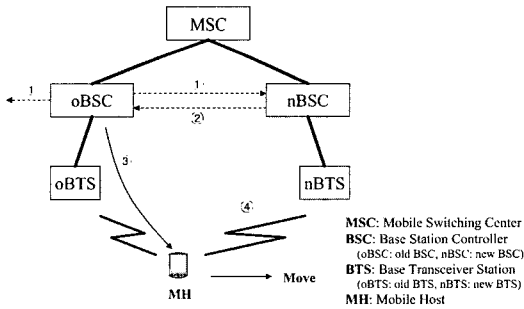 MSC
1
oBSC
1
nBSC
②
oBTS
3
④
nBTS
MH
Move
MSC: Mobile Switching Center
BSC: Base Station Controller
(oBSC: old BSC, nBSC: new BSC)
BTS: Base Transceiver Station
(oBTS: old BTS, nBTS: new BTS)
MH: Mobile Host